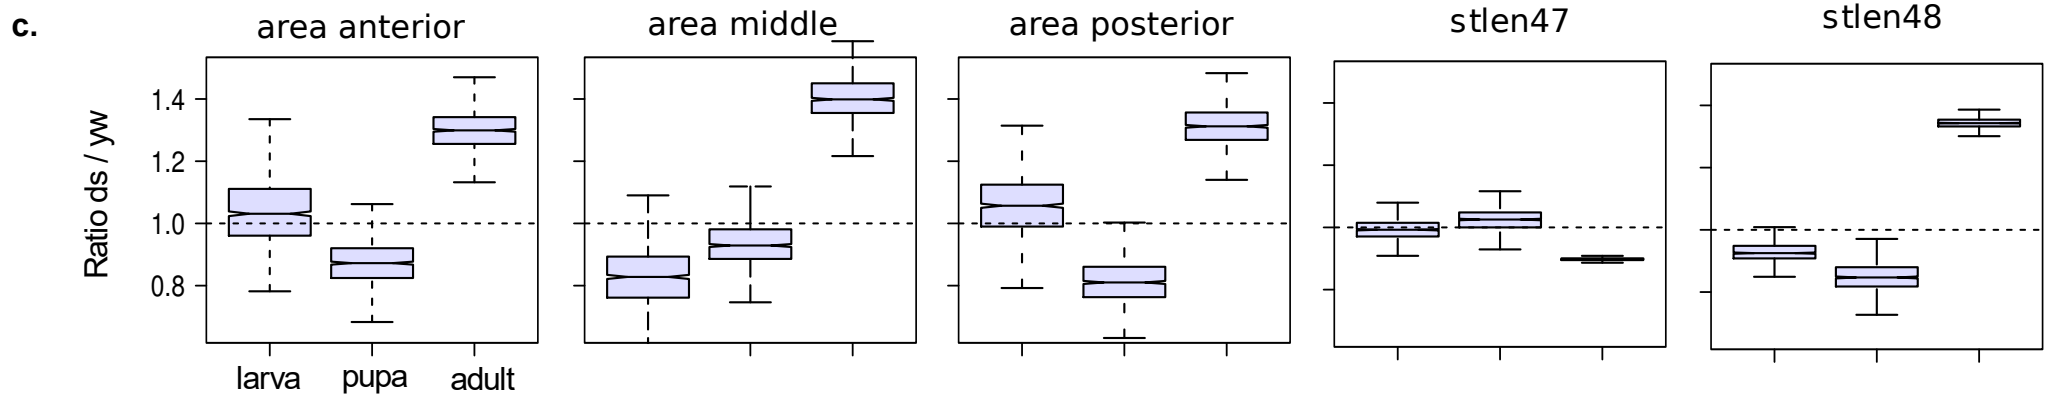 c.
area anterior
area middle
area posterior
stlen47
stlen48
Ratio ds / yw
1.4
1.2
1.0
0.8
larva
pupa
adult